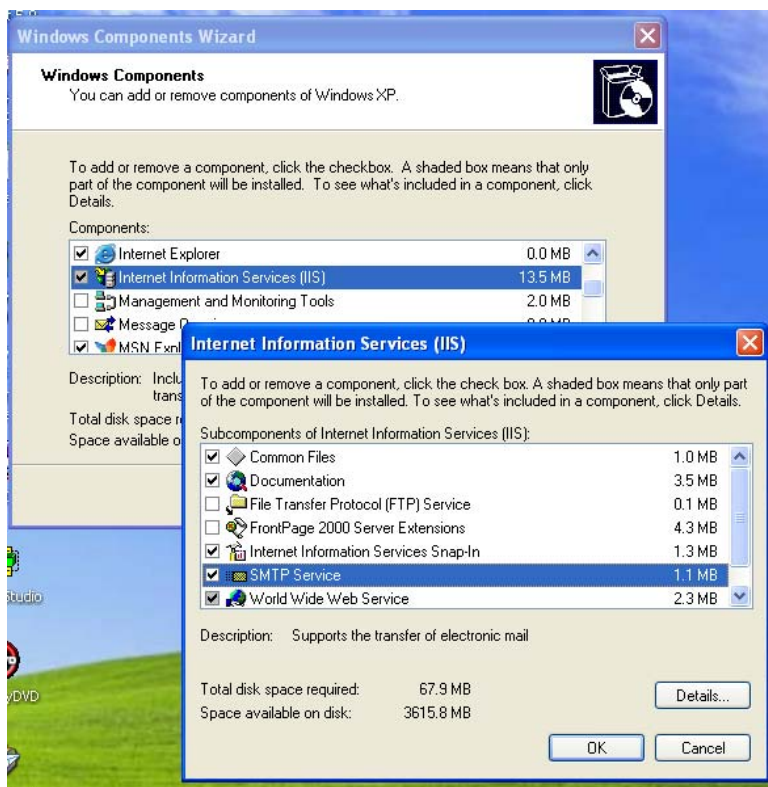 Windows Components Wizard
Windows Components
You can add or remove components of Windows XP.
To add or remove a component, click the checkbox. A shaded box means that only
part of the component will be installed. To see what's included in a component, click
Details.
Components:
Internet Explorer 0.0 MB
Internet Information Services (IIS) 13.5 MB
Management and Monitoring Tools 2.0 MB
Message
MSN
Description:
Total disk space
Space available
Internet Information Services (IIS)
To add or remove a component, click the check box. A shaded box means that only part
of the component will be installed. To see what's included in a component, click Details.
Subcomponents of Internet Information Services (IIS):
Common Files 1.0 MB
Documentation 3.5 MB
File Transfer Protocol (FTP) Service 0.1 MB
FrontPage 2000 Server Extensions 4.3 MB
Internet Information Services Snap-In 1.3 MB
SMTP Service 1.1 MB
World Wide Web Service 2.3 MB
Description: Supports the transfer of electronic mail
Total disk space required: 67.9 MB
Space available on disk: 3615.8 MB
Details...
OK Cancel